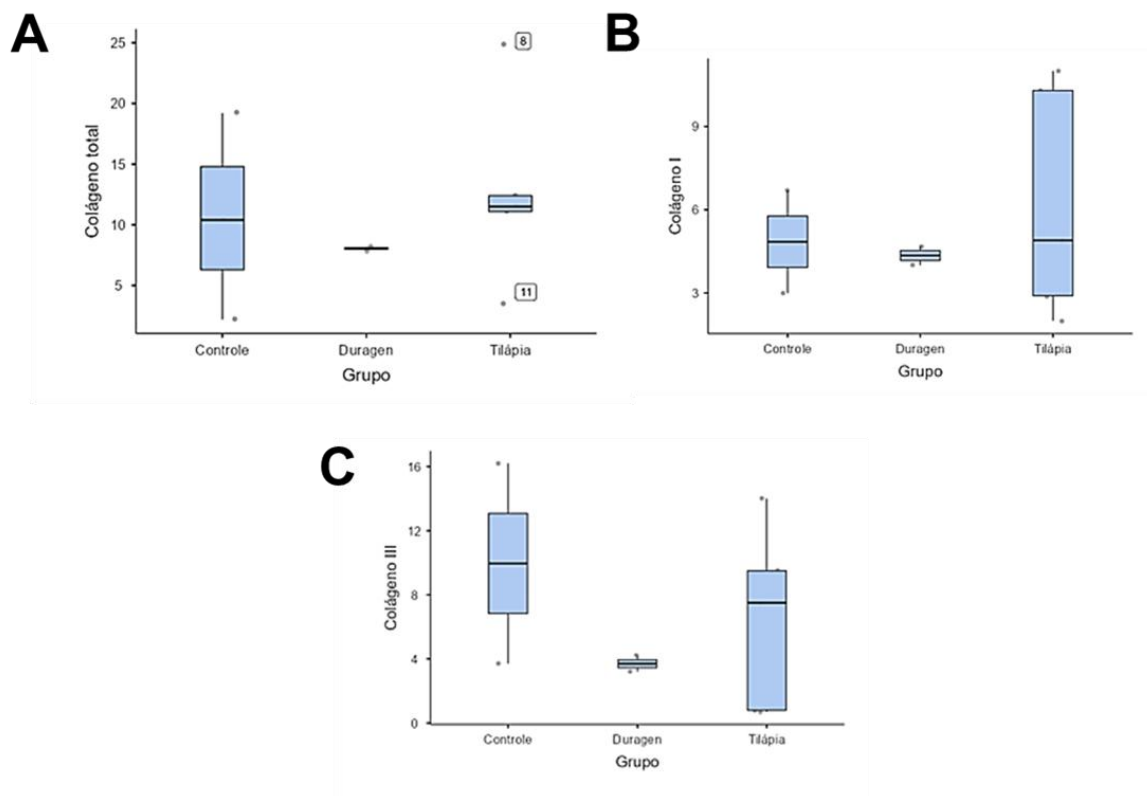 A
Colágeno total
25
20
15
10
5
8
11
Controle Duragen Tilápia
Grupo
B
Colágeno I
9
6
3
Controle Duragen Tilápia
Grupo
C
Colágeno III
16
12
8
4
0
Controle Duragen Tilápia
Grupo